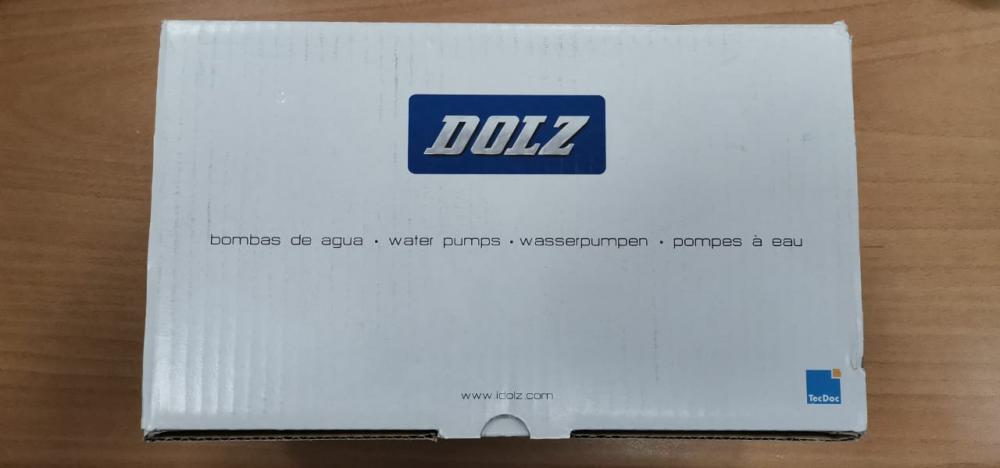 DOLZ
bombas de agua • water pumps • wasserpumpen • pompes à eau
www.idolz.com
TecDoc